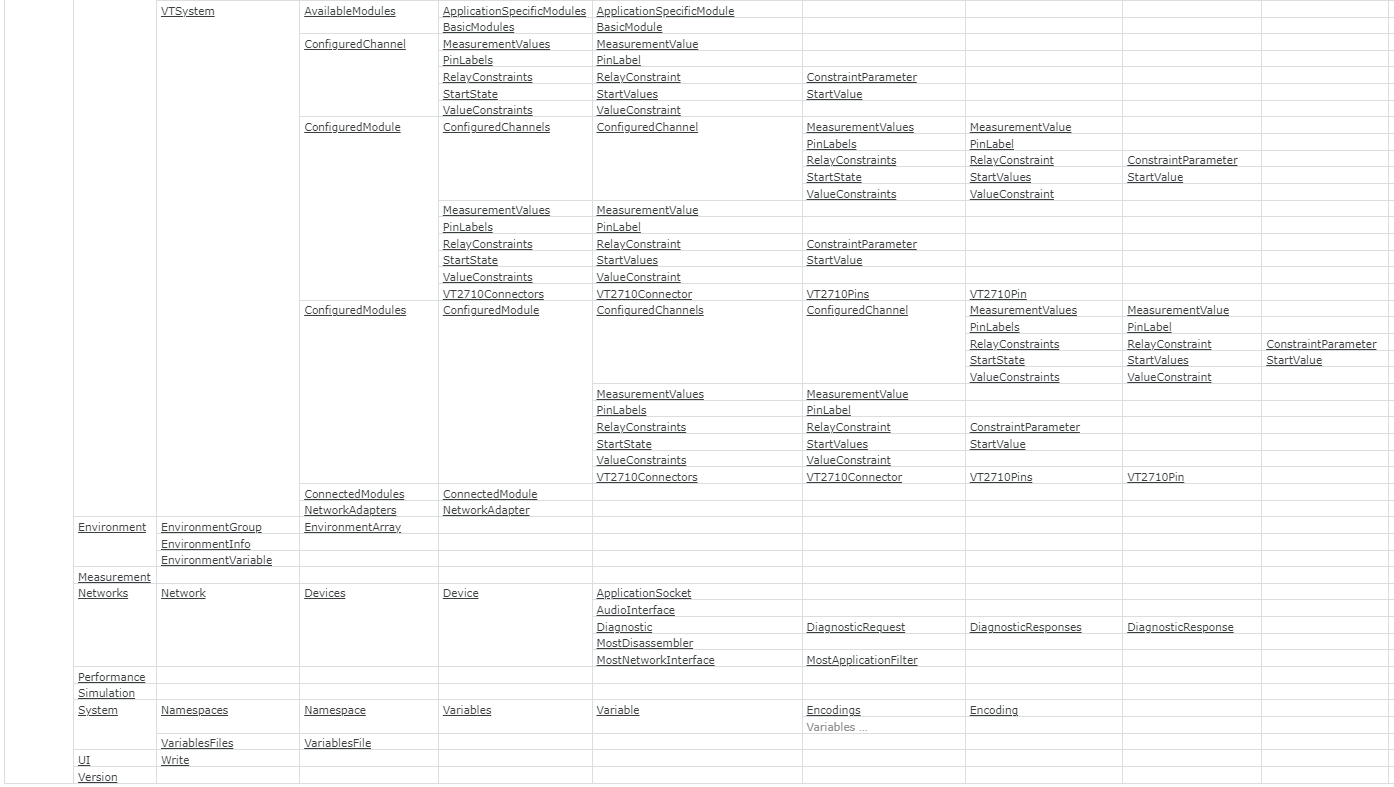 VTSystem AvailableModules ApplicationSpecificModules ApplicationSpecificModule
BasicModules BasicModule
ConfiguredChannel MeasurementValues MeasurementValue
PinLabels PinLabel
RelayConstraints RelayConstraint ConstraintParameter
StartState StartValues StartValue
ValueConstraints ValueConstraint
ConfiguredModule ConfiguredChannels ConfiguredChannel MeasurementValues MeasurementValue
PinLabels PinLabel
RelayConstraints RelayConstraint ConstraintParameter
StartState StartValues StartValue
ValueConstraints ValueConstraint
MeasurementValues MeasurementValue
PinLabels PinLabel
RelayConstraints RelayConstraint ConstraintParameter
StartState StartValues StartValue
ValueConstraints ValueConstraint
VT2710Connectors VT2710Connector VT2710Pins VT2710Pin
ConfiguredModules ConfiguredModule ConfiguredChannels ConfiguredChannel MeasurementValues MeasurementValue
PinLabels PinLabel
RelayConstraints RelayConstraint ConstraintParameter
StartState StartValues StartValue
ValueConstraints ValueConstraint
MeasurementValues MeasurementValue
PinLabels PinLabel
RelayConstraints RelayConstraint ConstraintParameter
StartState StartValues StartValue
ValueConstraints ValueConstraint
VT2710Connectors VT2710Connector VT2710Pins VT2710Pin
ConnectedModules ConnectedModule
NetworkAdapters NetworkAdapter
Environment EnvironmentGroup EnvironmentArray
EnvironmentInfo
EnvironmentVariable
Measurement
Networks Network Devices Device ApplicationSocket
AudioInterface
Diagnostic DiagnosticRequest DiagnosticResponses DiagnosticResponse
MostDisassembler
MostNetworkInterface MostApplicationFilter
Performance
Simulation
System Namespaces Namespace Variables Variable Encodings Encoding
Variables ...
VariablesFiles VariablesFile
UI Write
Version